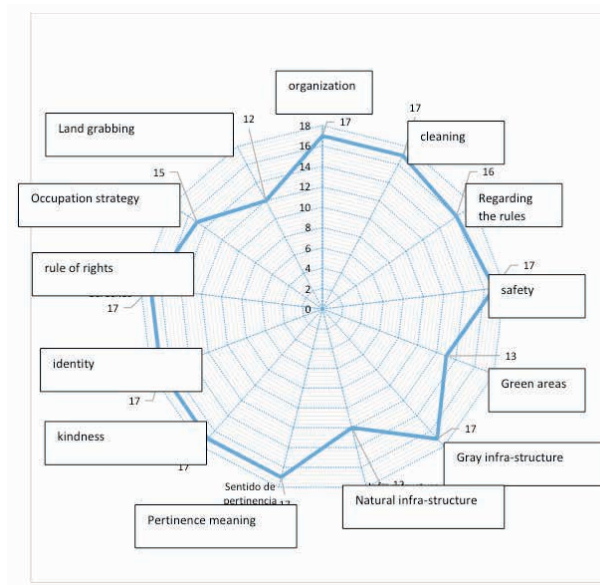 organization
17
17
cleaning
16
Regarding
the rules
17
safety
13
Green areas
17
Gray infra-structure
12
Natural infra-structure
Sentido de
pertinencia
17
Pertinence meaning
17
kindness
17
identity
17
rule of rights
15
Occupation strategy
12
Land grabbing
18
16
14
12
10
8
6
4
2
0